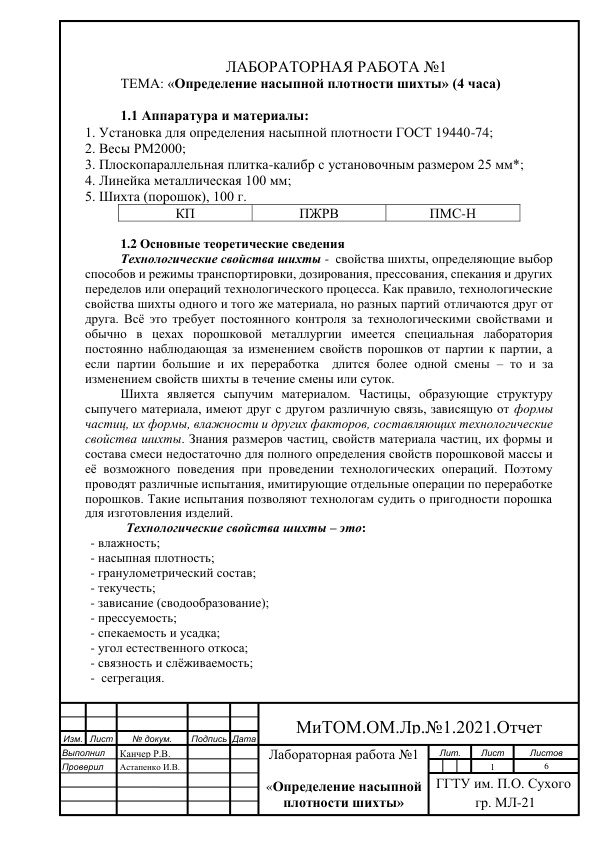 ЛАБОРАТОРНАЯ РАБОТА №1
ТЕМА: «Определение насыпной плотности шихты» (4 часа)
1.1 Аппаратура и материалы:
1. Установка для определения насыпной плотности ГОСТ 19440-74;
2. Весы РМ2000;
3. Плоскопараллельная плитка-калибр с установочным размером 25 мм*;
4. Линейка металлическая 100 мм;
5. Шихта (порошок), 100 г.
КП ПЖРВ ПМС-Н
1.2 Основные теоретические сведения
Технологические свойства шихты - свойства шихты, определяющие выбор
способов и режимы транспортировки, дозирования, прессования, спекания и других
переделов или операций технологического процесса. Как правило, технологические
свойства шихты одного и того же материала, но разных партий отличаются друг от
друга. Всё это требует постоянного контроля за технологическими свойствами и
обычно в цехах порошковой металлургии имеется специальная лаборатория
постоянно наблюдающая за изменением свойств порошков от партии к партии, а
если партии большие и их переработка длится более одной смены – то и за
изменением свойств шихты в течение смены или суток.
Шихта является сыпучим материалом. Частицы, образующие структуру
сыпучего материала, имеют друг с другом различную связь, зависящую от формы
частиц, их формы, влажности и других факторов, составляющих технологические
свойства шихты. Знания размеров частиц, свойств материала частиц, их формы и
состава смеси недостаточно для полного определения свойств порошковой массы и
её возможного поведения при проведении технологических операций. Поэтому
проводят различные испытания, имитирующие отдельные операции по переработке
порошков. Такие испытания позволяют технологам судить о пригодности порошка
для изготовления изделий.
Технологические свойства шихты – это:
- влажность;
- насыпная плотность;
- гранулометрический состав;
- текучесть;
- зависание (сводообразование);
- прессуемость;
- спекаемость и усадка;
- угол естественного откоса;
- связность и слёживаемость;
- сегрегация.
МиТОМ.ОМ.Лр.№1.2021.Отчет
Изм. Лист № докум. Подпись Дата
Выполнил Канчер Р.В.
Проверил Астапенко И.В.
Лабораторная работа №1
«Определение насыпной
плотности шихты»
Лит. Лист Листов
1 6
ГГТУ им. П.О. Сухого
гр. МЛ-21